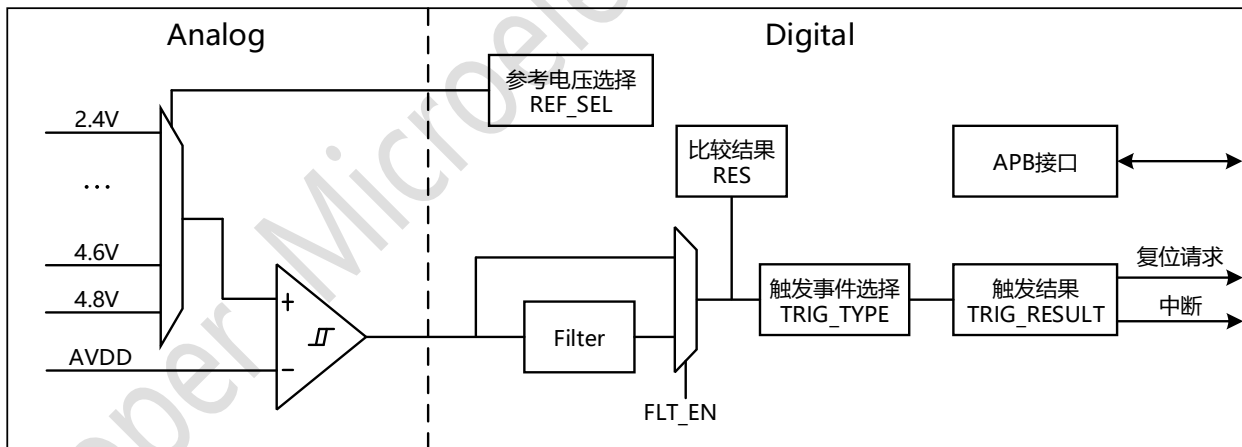 Analog
Digital
参考电压选择
REF_SEL
2.4V
...
4.6V
4.8V
AVDD
+
−
比较结果
RES
APB接口
Filter
FLT_EN
触发事件选择
TRIG_TYPE
触发结果
TRIG_RESULT
复位请求
中断
per Microele